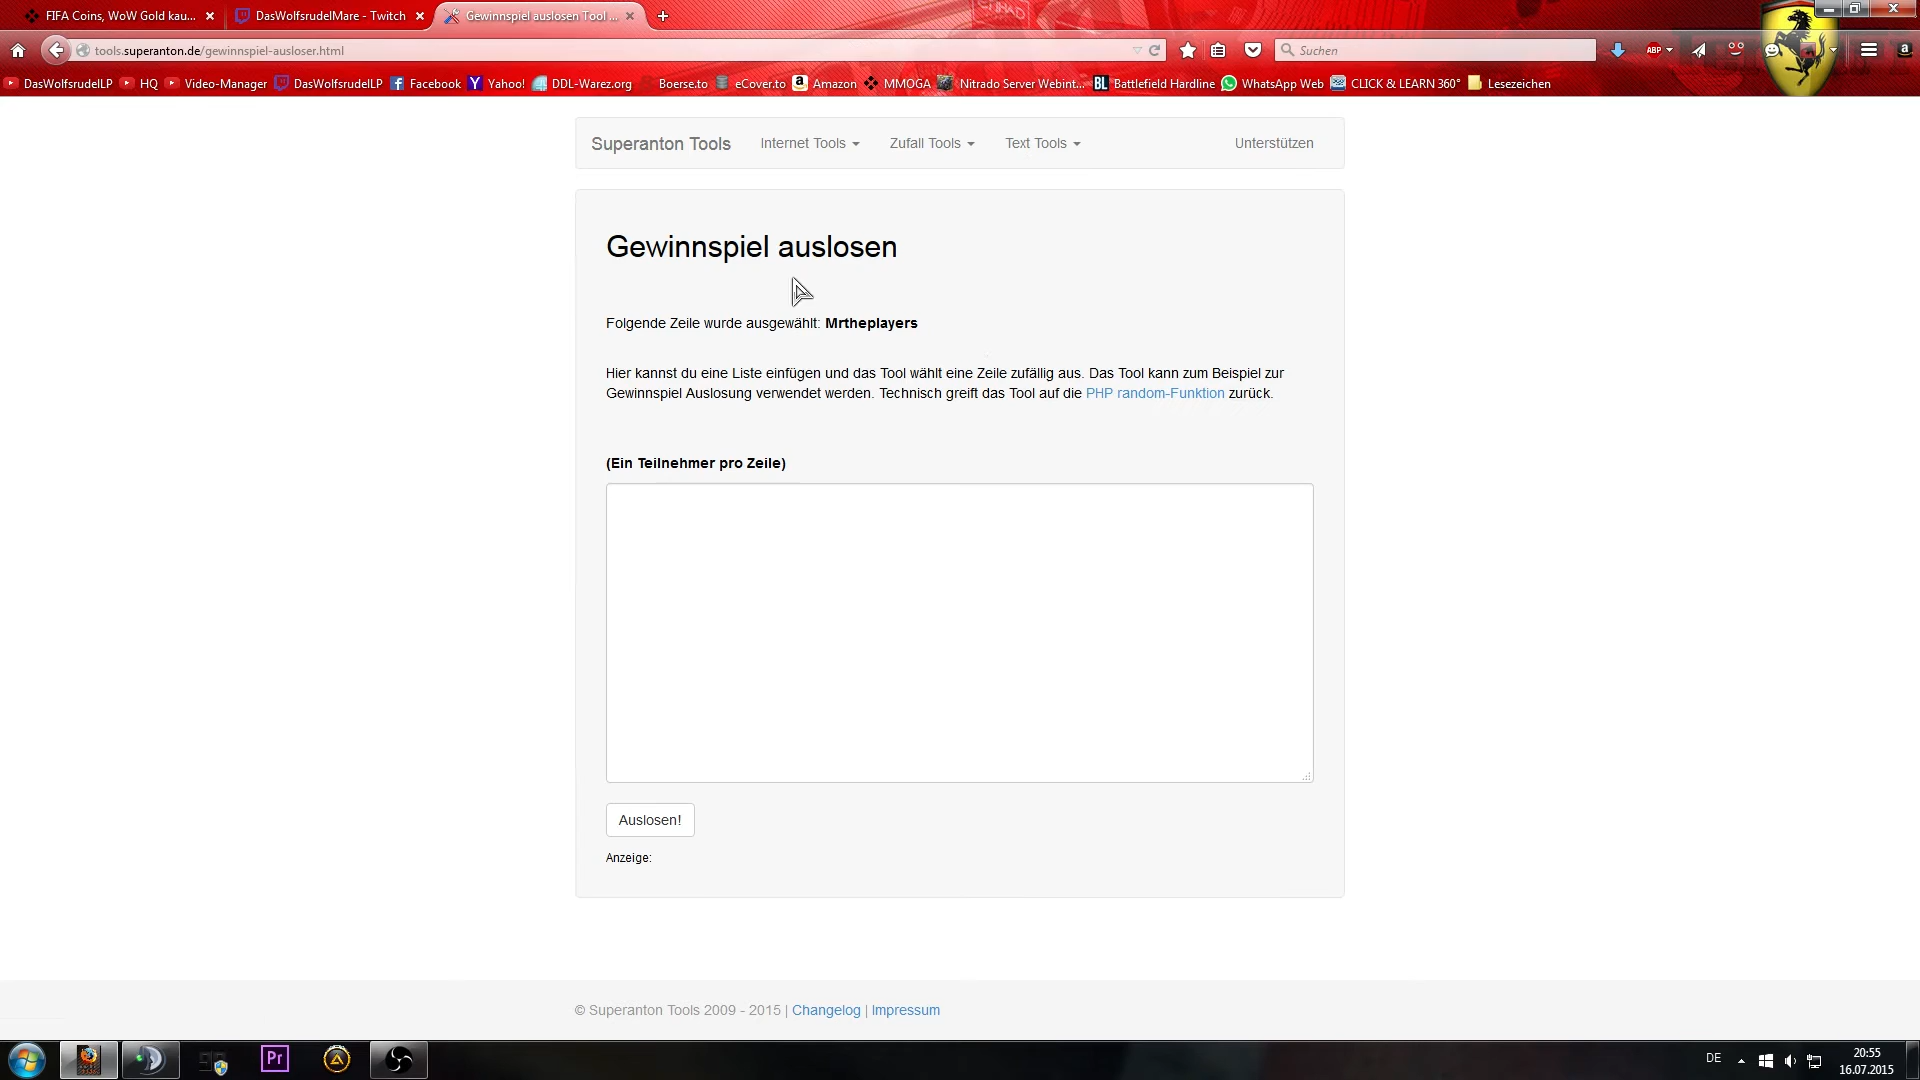 FIFA Coins, WoW Gold kau...
DasWolfsrudelMare - Twitch
Gewinnspiel auslosen Tool ...
tools.superanton.de/gewinnspiel-ausloser.html
Suchen
ABP
DasWolfsrudelLP
HQ
Video-Manager
DasWolfsrudelLP
Facebook
Yahoo!
DDL-Warez.org
Boerse.to
eCover.to
Amazon
MMOGA
Nitrado Server Webint...
BL
Battlefield Hardline
WhatsApp Web
CLICK & LEARN 360°
Lesezeichen
Superanton Tools
Internet Tools
Zufall Tools
Text Tools
Unterstützen
Gewinnspiel auslosen
Folgende Zeile wurde ausgewählt: Mrtheplayers
Hier kannst du eine Liste einfügen und das Tool wählt eine Zeile zufällig aus. Das Tool kann zum Beispiel zur
Gewinnspiel Auslosung verwendet werden. Technisch greift das Tool auf die PHP random-Funktion zurück.
(Ein Teilnehmer pro Zeile)
Auslosen!
Anzeige:
© Superanton Tools 2009 - 2015 | Changelog | Impressum
Pr
DE
20:55
16.07.2015